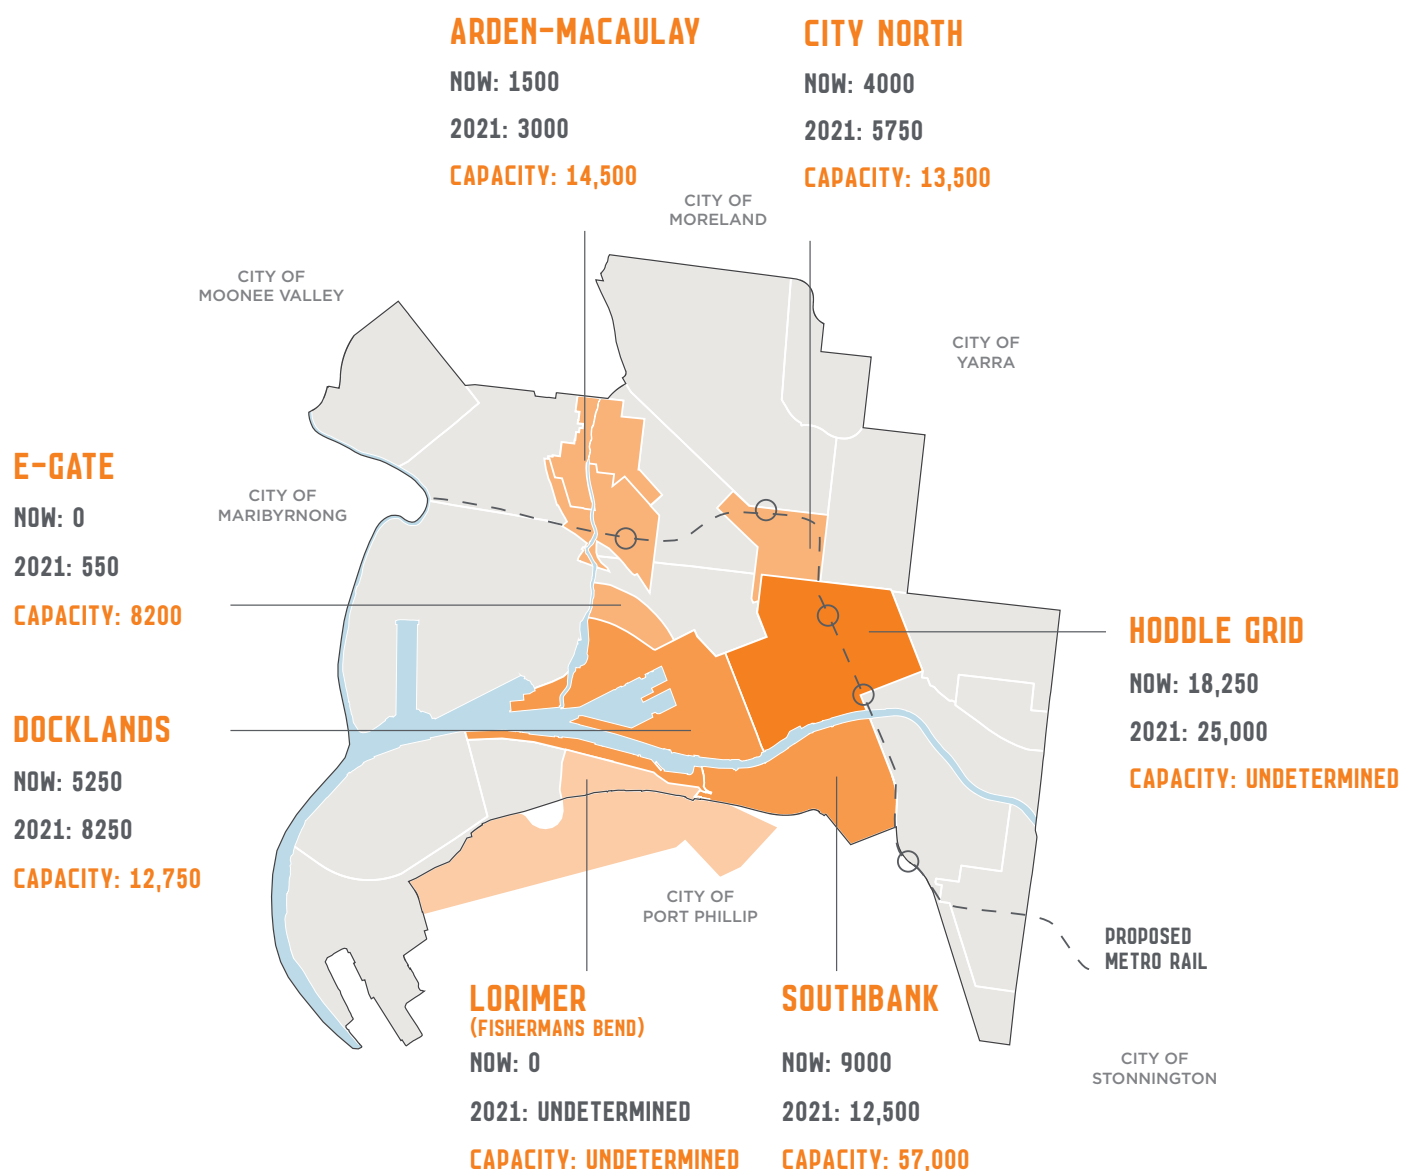 ARDEN-MACAULAY
NOW: 1500
2021: 3000
CAPACITY: 14,500
CITY NORTH
NOW: 4000
2021: 5750
CAPACITY: 13,500
CITY OF
MORELAND
CITY OF
MOONEE VALLEY
CITY OF
YARRA
E-GATE
NOW: 0
2021: 550
CAPACITY: 8200
CITY OF
MARIBYRNONG
HODDLE GRID
NOW: 18,250
2021: 25,000
CAPACITY: UNDETERMINED
DOCKLANDS
NOW: 5250
2021: 8250
CAPACITY: 12,750
CITY OF
PORT PHILLIP
PROPOSED
METRO RAIL
LORIMER
(FISHERMANS BEND)
NOW: 0
2021: UNDETERMINED
CAPACITY: UNDETERMINED
SOUTHBANK
NOW: 9000
2021: 12,500
CAPACITY: 57,000
CITY OF
STONNINGTON